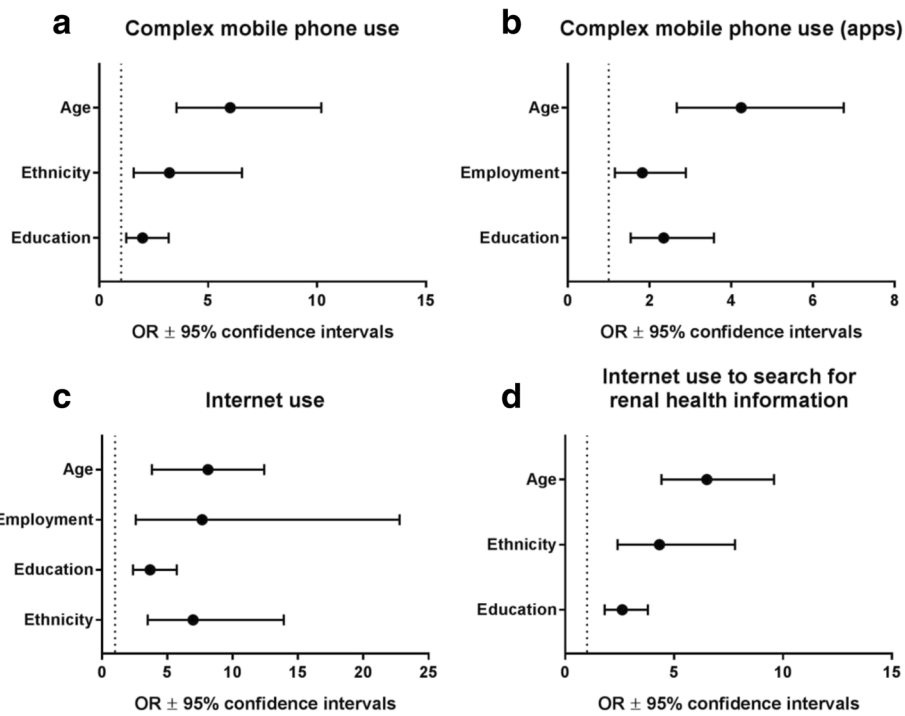 a
Complex mobile phone use
Age
Ethnicity
Education
0 5 10 15
OR ± 95% confidence intervals
b
Complex mobile phone use (apps)
Age
Employment
Education
0 2 4 6 8
OR ± 95% confidence intervals
c
Internet use
Age
Employment
Education
Ethnicity
0 5 10 15 20 25
OR ± 95% confidence intervals
d
Internet use to search for
renal health information
Age
Ethnicity
Education
0 5 10 15
OR ± 95% confidence intervals